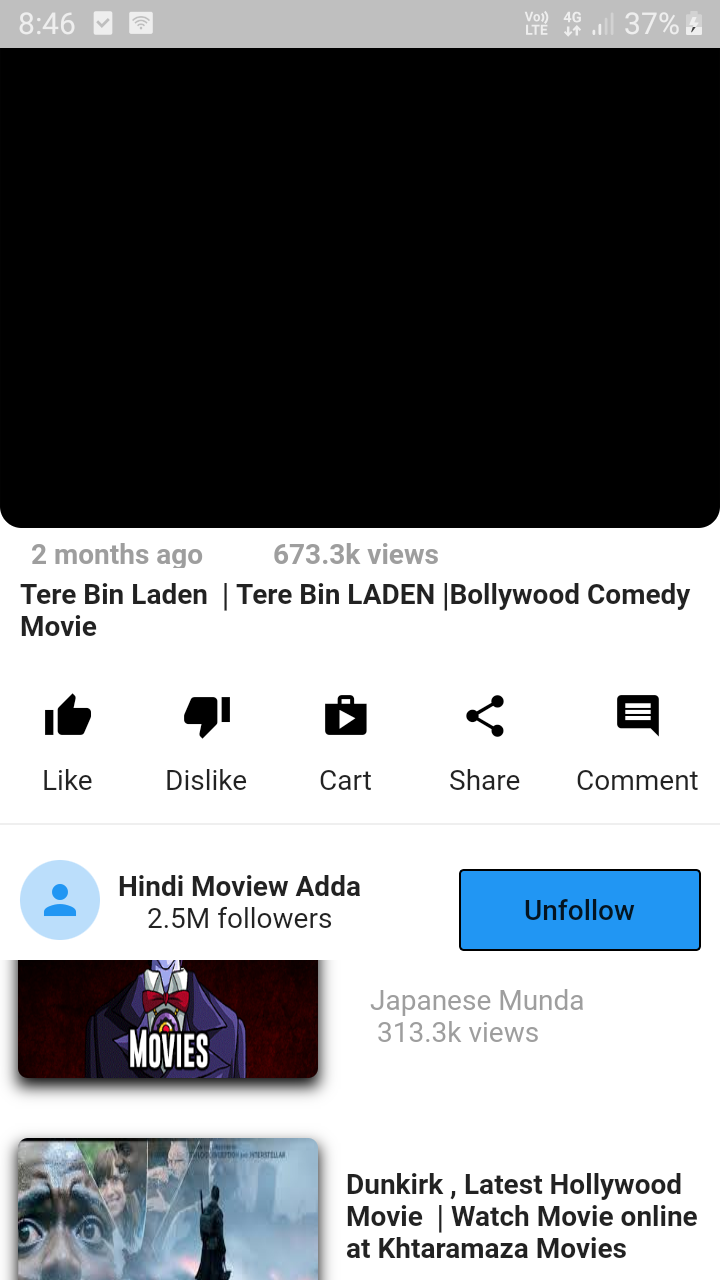 8:46
Vo)) LTE 4G 37%
2 months ago 673.3k views
Tere Bin Laden | Tere Bin LADEN |Bollywood Comedy
Movie
Like Dislike Cart Share Comment
Hindi Moview Adda
2.5M followers
Unfollow
MOVIES
Japanese Munda
313.3k views
INTERSTELLAR
Dunkirk , Latest Hollywood
Movie | Watch Movie online
at Khtaramaza Movies